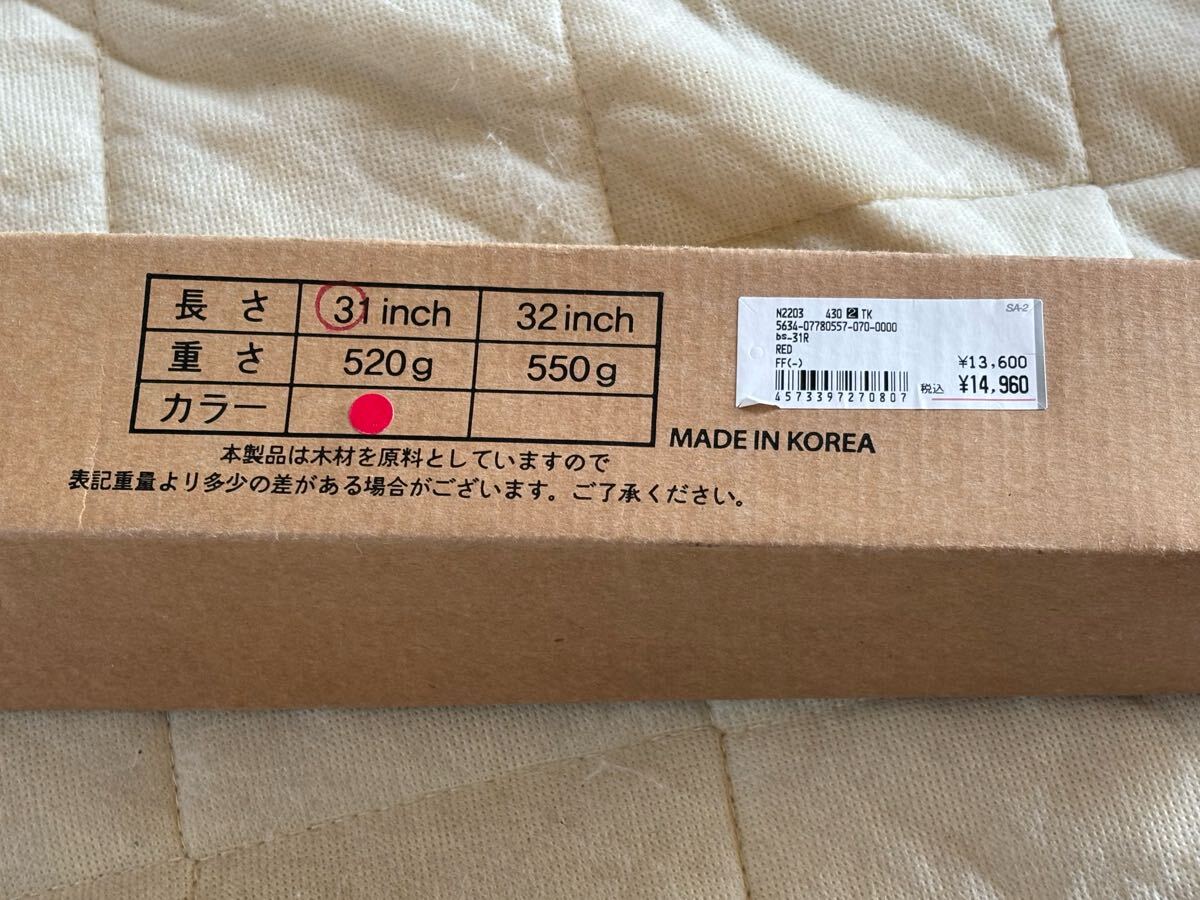 長さ 31 inch 32 inch
重さ 520g 550g
カラー
本製品は木材を原料としていますので
表記重量より多少の差がある場合がございます。ご了承ください。
MADE IN KOREA
N2203 430 2 TK SA-2
5634-07780557-070-0000
bs-31R
RED
FF(-) ¥13,600
税込 ¥14,960
4573397270807